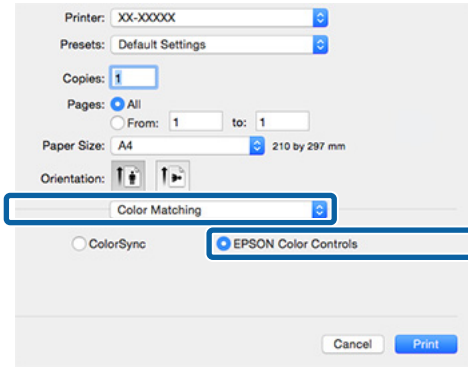 Printer: XX-XXXXX
Presets: Default Settings
Copies: 1
Pages: All
From: 1 to: 1
Paper Size: A4 210 by 297 mm
Orientation:
Color Matching
ColorSync EPSON Color Controls
Cancel Print